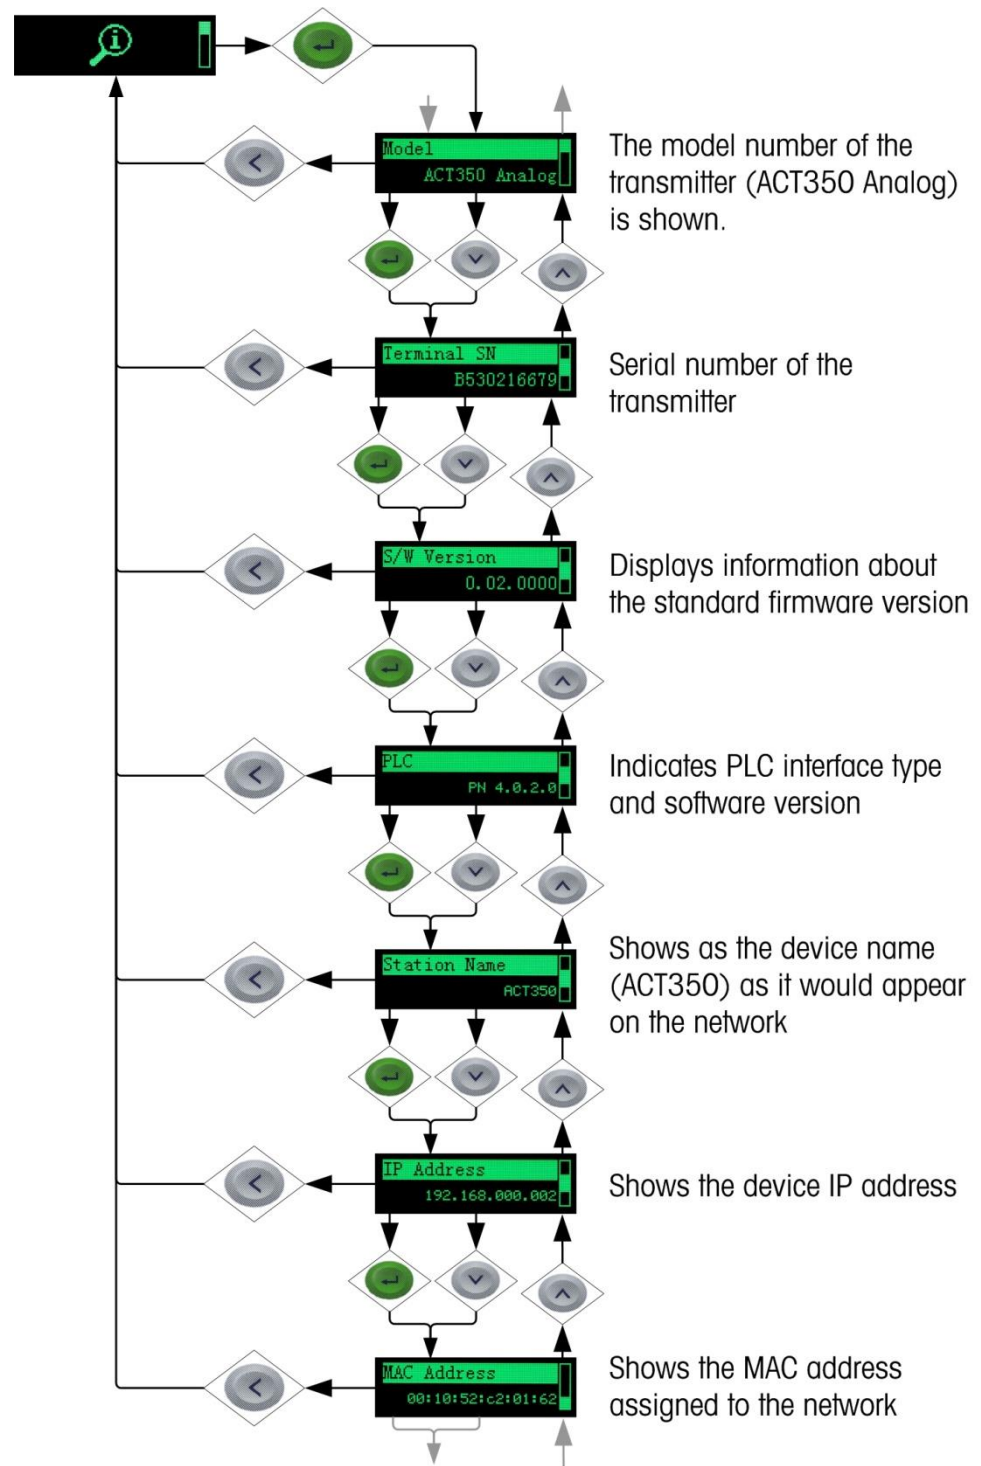 Model
ACT350 Analog
The model number of the
transmitter (ACT350 Analog)
is shown.
Terminal SN
B530216679
Serial number of the
transmitter
S/W Version
0.02.0000
Displays information about
the standard firmware version
PLC
PN 4.0.2.0
Indicates PLC interface type
and software version
Station Name
ACT350
Shows as the device name
(ACT350) as it would appear
on the network
IP Address
192.168.000.002
Shows the device IP address
MAC Address
00:10:52:c2:01:62
Shows the MAC address
assigned to the network